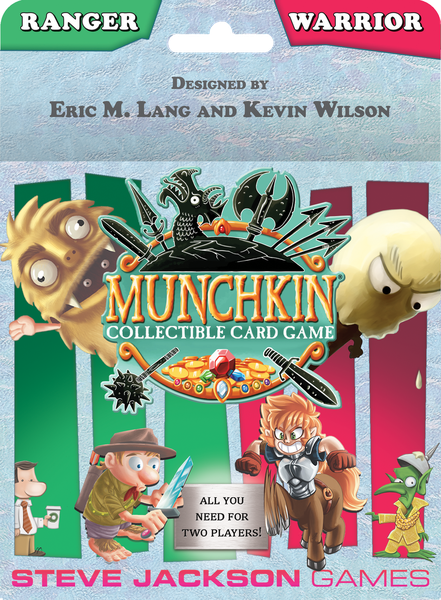 RANGER
WARRIOR
DESIGNED BY
ERIC M. LANG AND KEVIN WILSON
MUNCHKIN®
COLLECTIBLE CARD GAME
ALL YOU
NEED FOR
TWO PLAYERS!
STEVE JACKSON GAMES